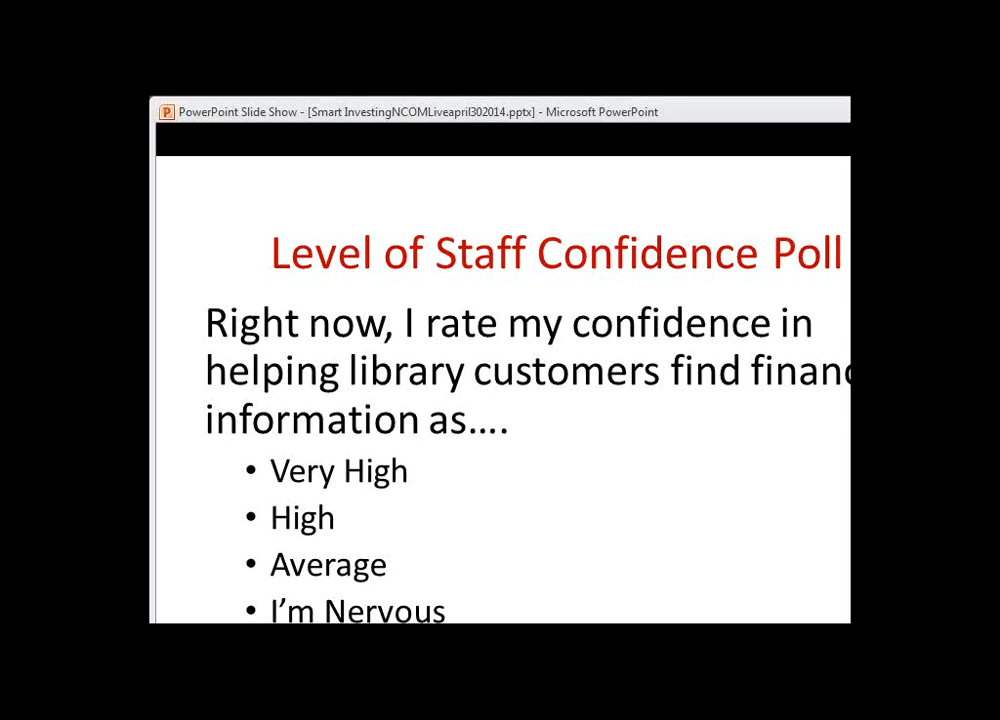 PowerPoint Slide Show - [Smart InvestingNCOMLiveapril302014.pptx] - Microsoft PowerPoint
Level of Staff Confidence Poll
Right now, I rate my confidence in
helping library customers find financ
information as....
• Very High
• High
• Average
• I'm Nervous